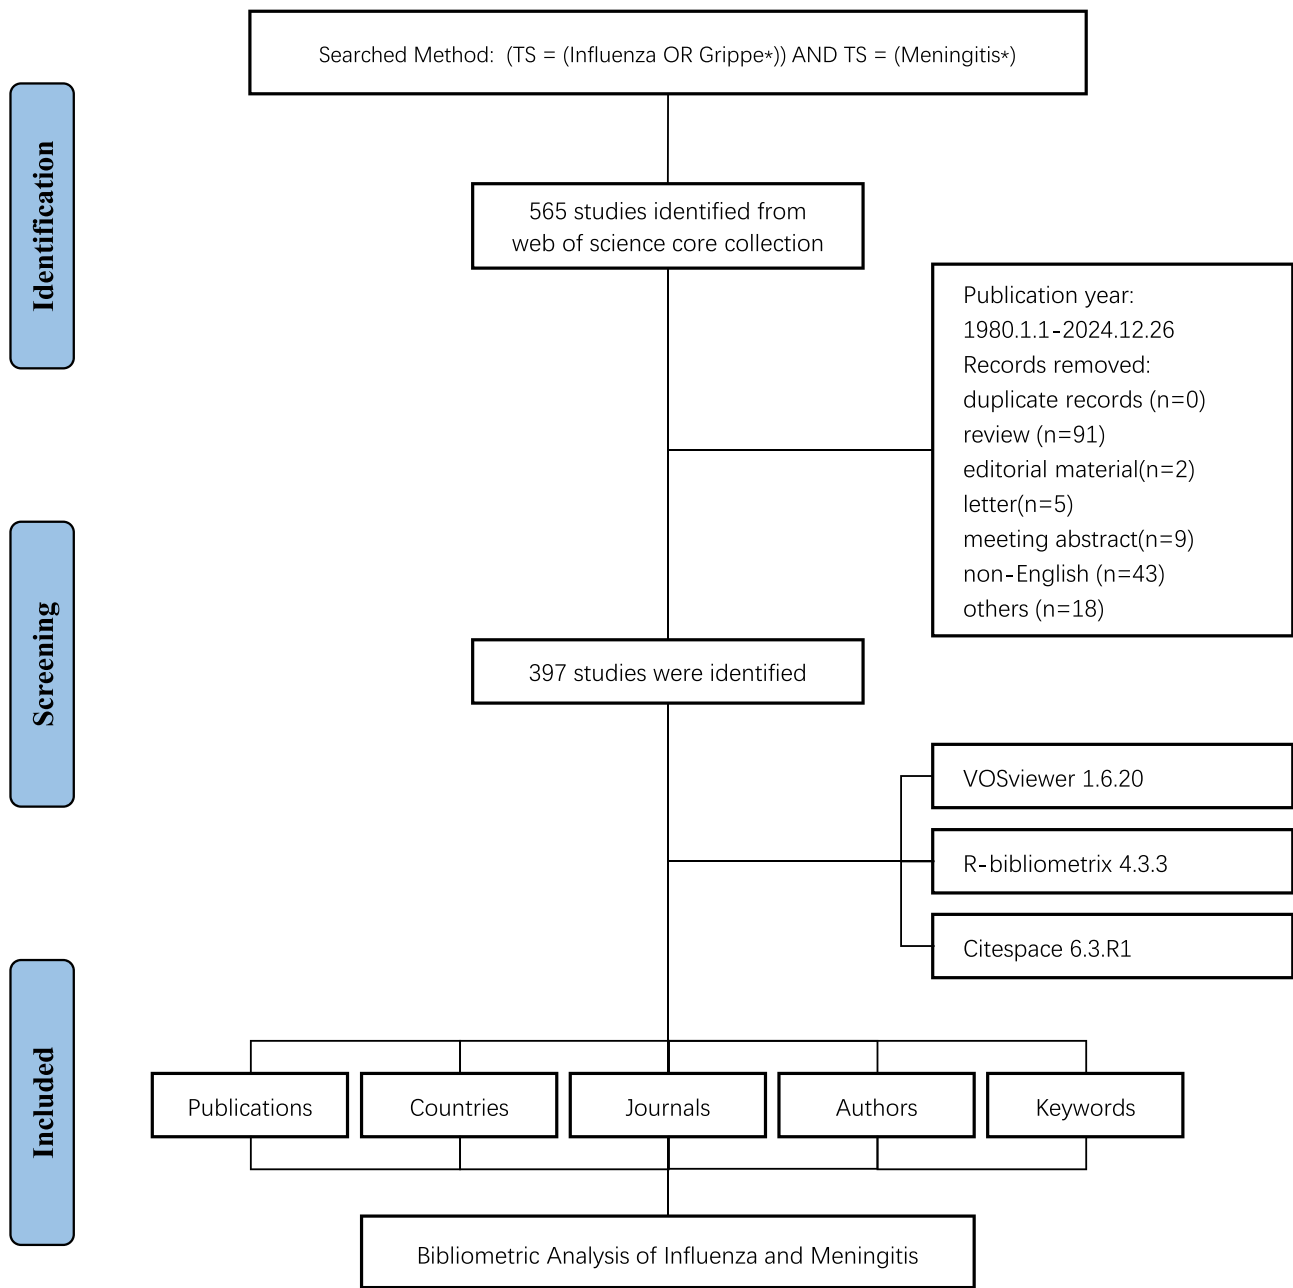 Searched Method: (TS = (Influenza OR Grippe*)) AND TS = (Meningitis*)
Identification
565 studies identified from
web of science core collection
Publication year:
1980.1.1-2024.12.26
Records removed:
duplicate records (n=0)
review (n=91)
editorial material(n=2)
letter(n=5)
meeting abstract(n=9)
non-English (n=43)
others (n=18)
Screening
397 studies were identified
VOSviewer 1.6.20
R-bibliometrix 4.3.3
Citespace 6.3.R1
Included
Publications
Countries
Journals
Authors
Keywords
Bibliometric Analysis of Influenza and Meningitis